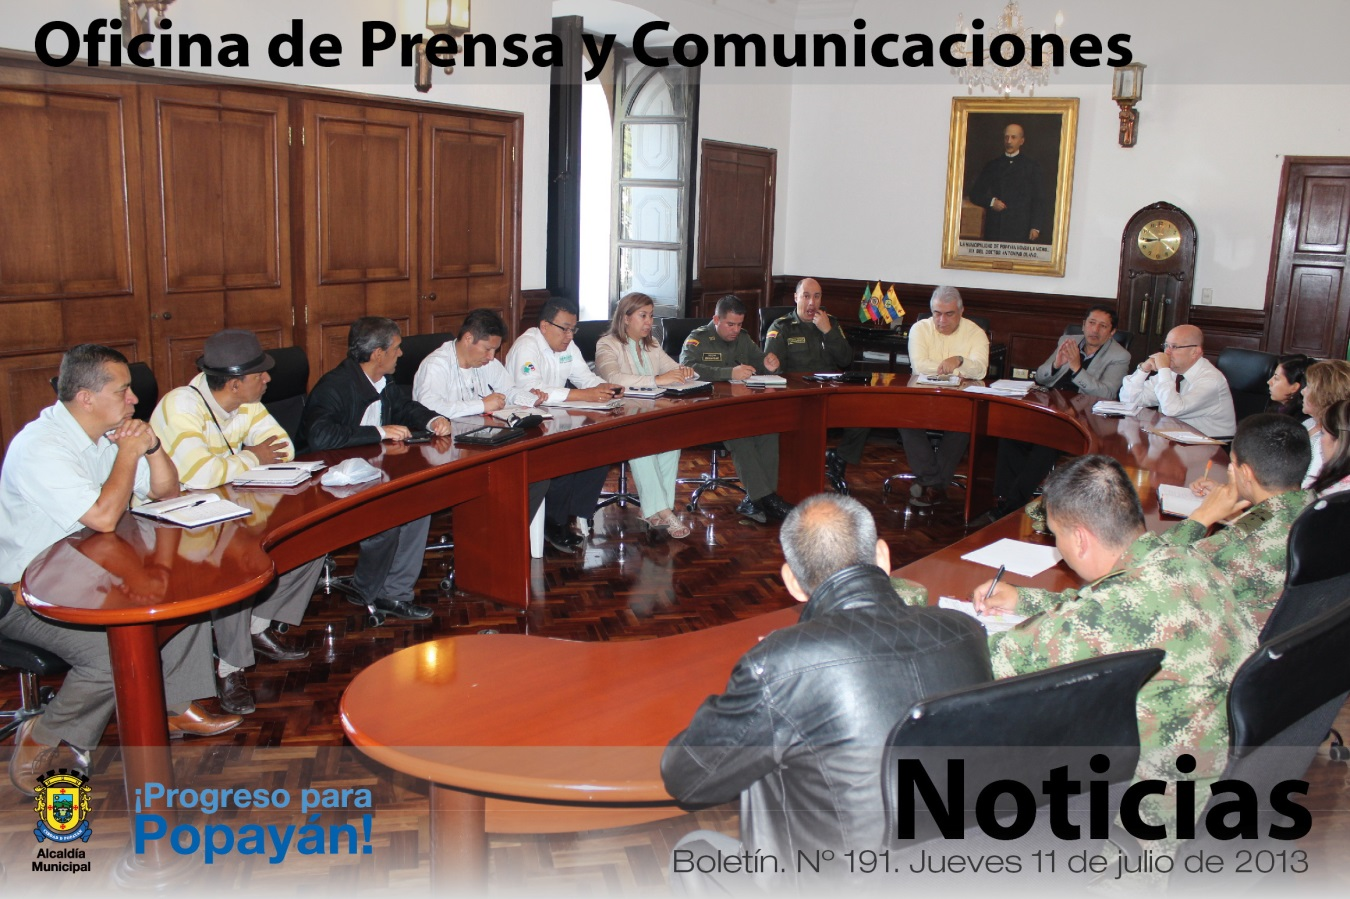 Oficina de Prensa y Comunicaciones
¡Progreso para
Popayán!
Alcaldía
Municipal
Noticias
Boletín. Nº 191. Jueves 11 de julio de 2013